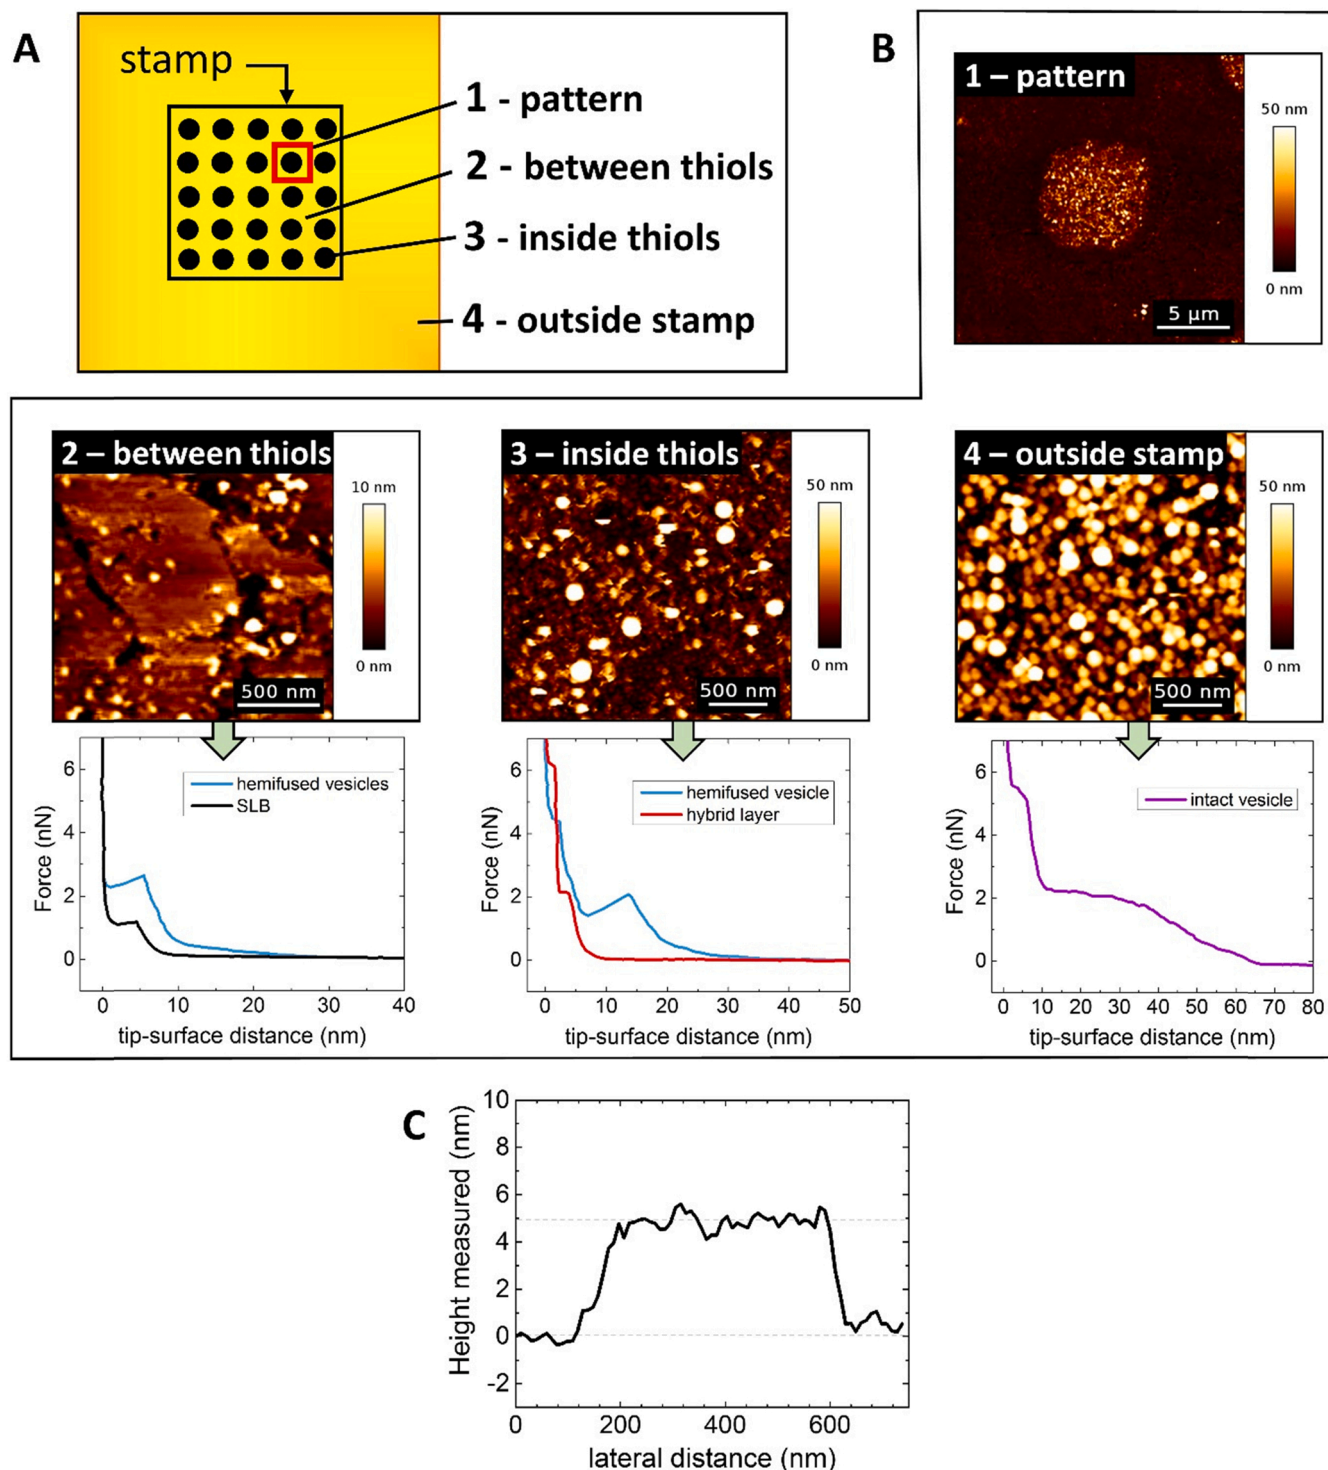 A
stamp
1 - pattern
2 - between thiols
3 - inside thiols
4 - outside stamp
B
1 – pattern
50 nm
0 nm
5 µm
2 – between thiols
10 nm
0 nm
500 nm
3 – inside thiols
50 nm
0 nm
500 nm
4 – outside stamp
50 nm
0 nm
500 nm
Force (nN)
6
4
2
0
hemifused vesicles
SLB
0 10 20 30 40
tip-surface distance (nm)
Force (nN)
6
4
2
0
hemifused vesicle
hybrid layer
0 10 20 30 40 50
tip-surface distance (nm)
Force (nN)
6
4
2
0
intact vesicle
0 10 20 30 40 50 60 70 80
tip-surface distance (nm)
C
Height measured (nm)
10
8
6
4
2
0
-2
0 200 400 600
lateral distance (nm)